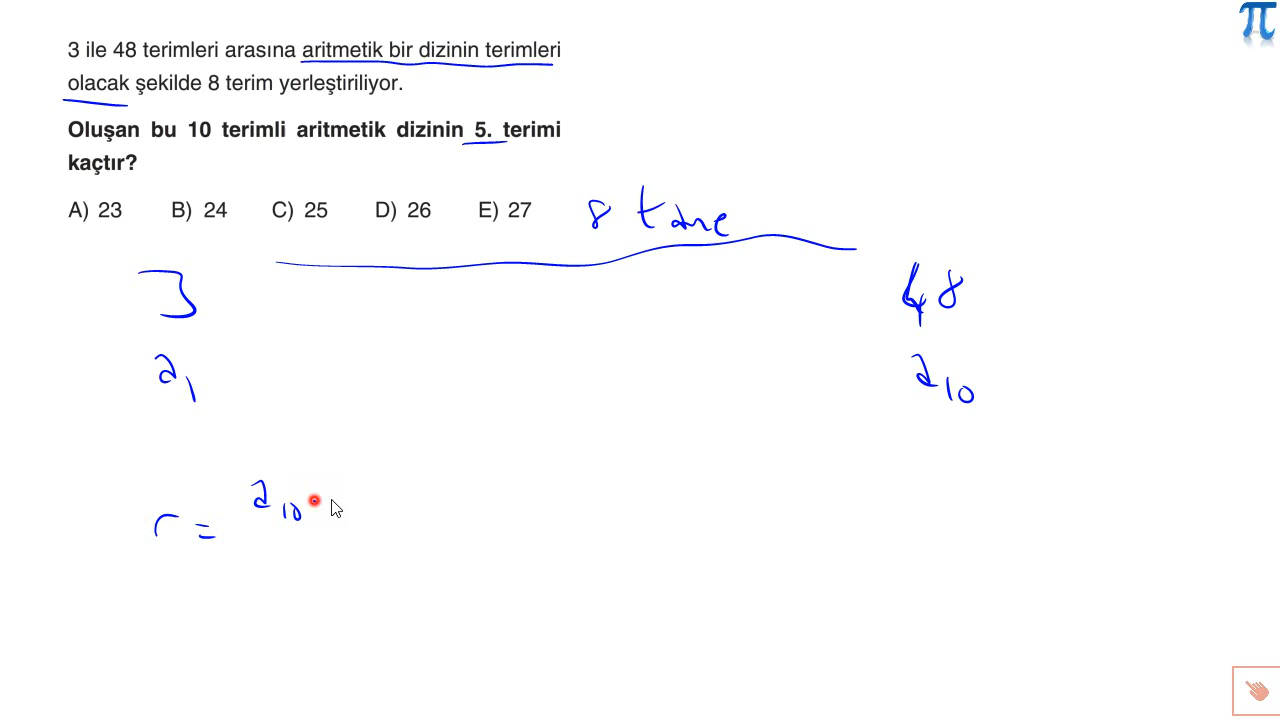 π
3 ile 48 terimleri arasına aritmetik bir dizinin terimleri
olacak şekilde 8 terim yerleştiriliyor.
Oluşan bu 10 terimli aritmetik dizinin 5. terimi
kaçtır?
A) 23 B) 24 C) 25 D) 26 E) 27
8 tane
3 48
a1 a10
r = a10